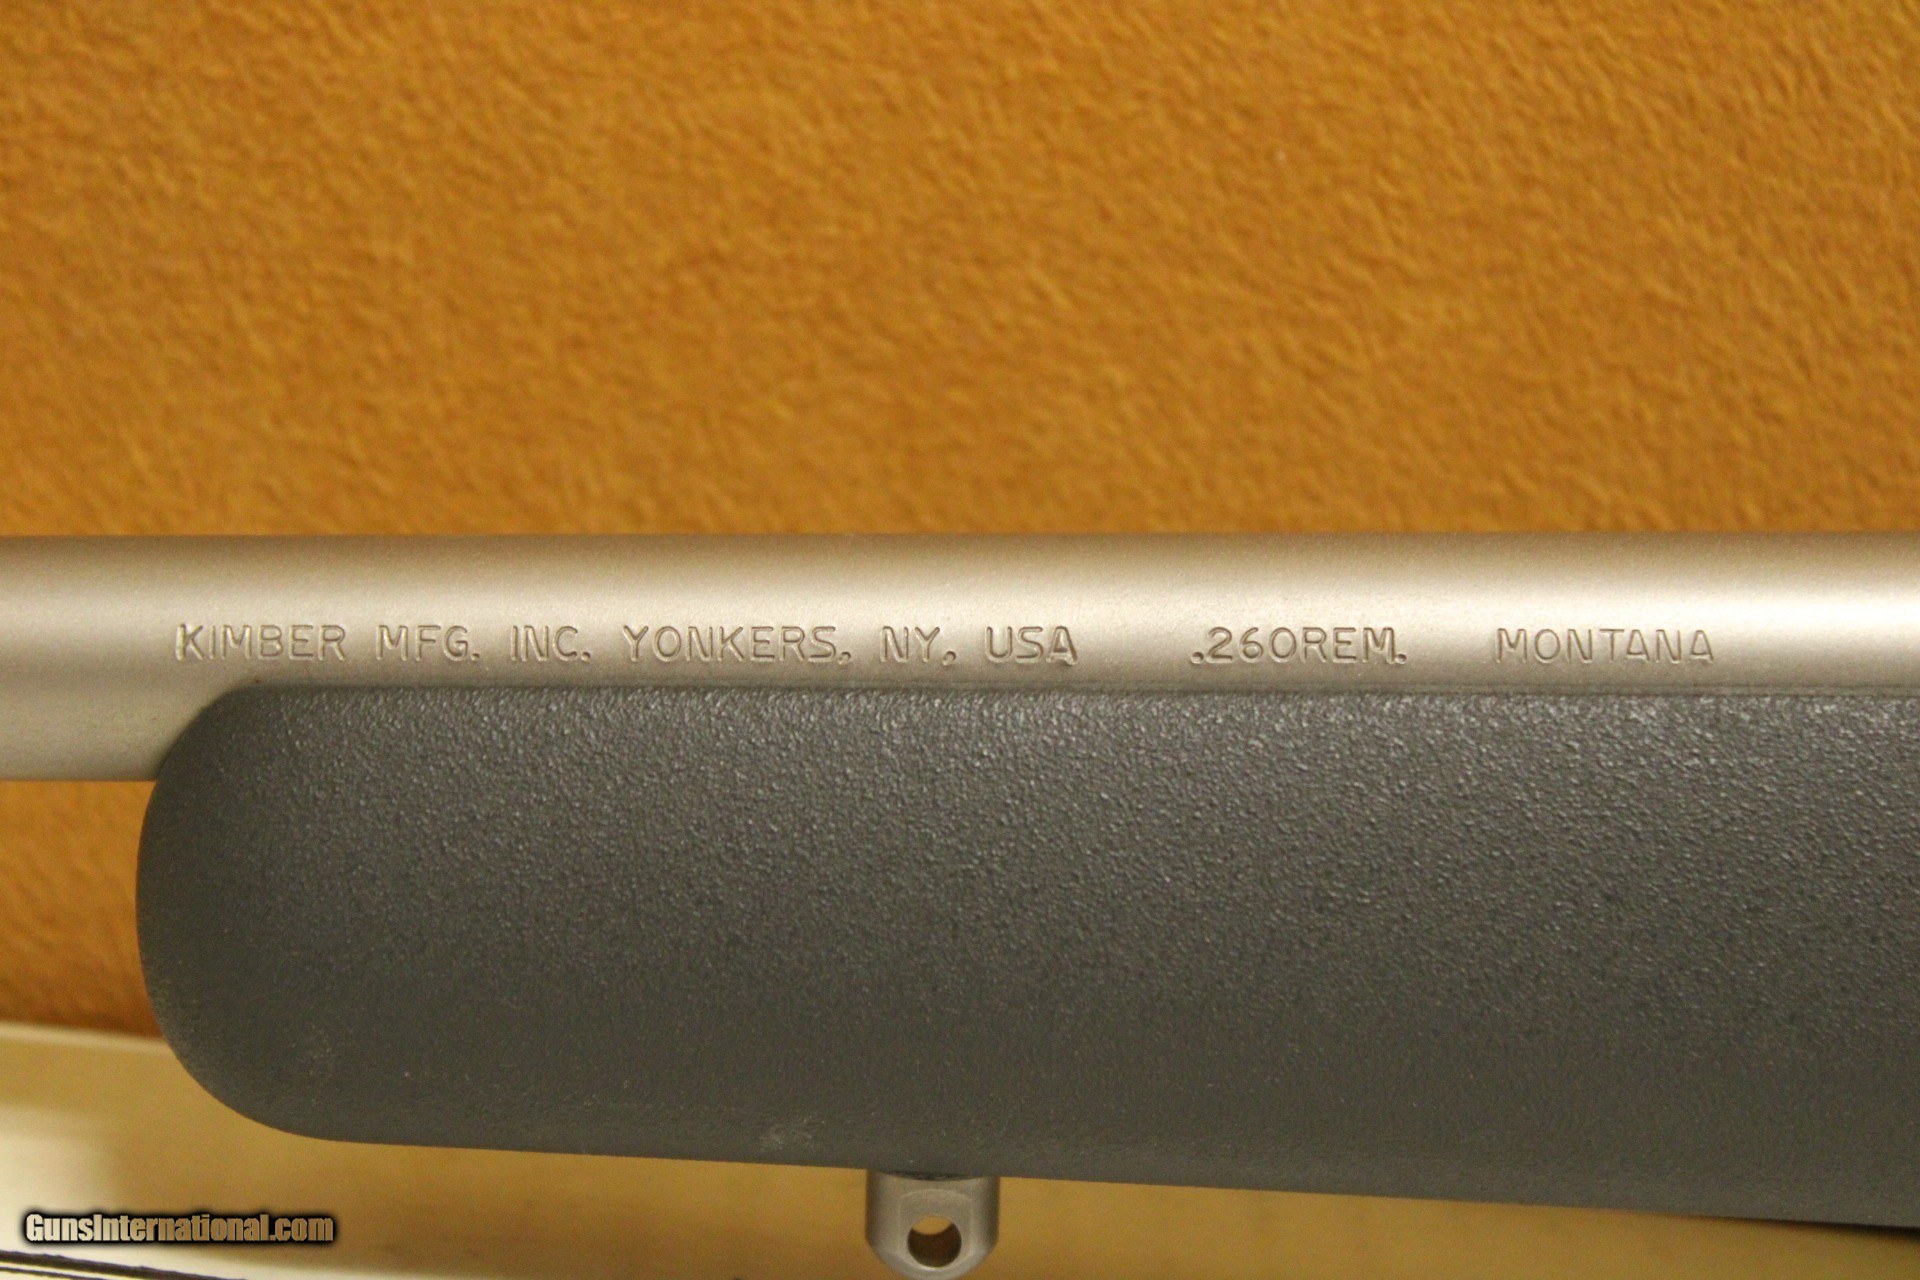 KIMBER MFG. INC. YONKERS, NY, USA .260REM. MONTANA
GunsInternational.com